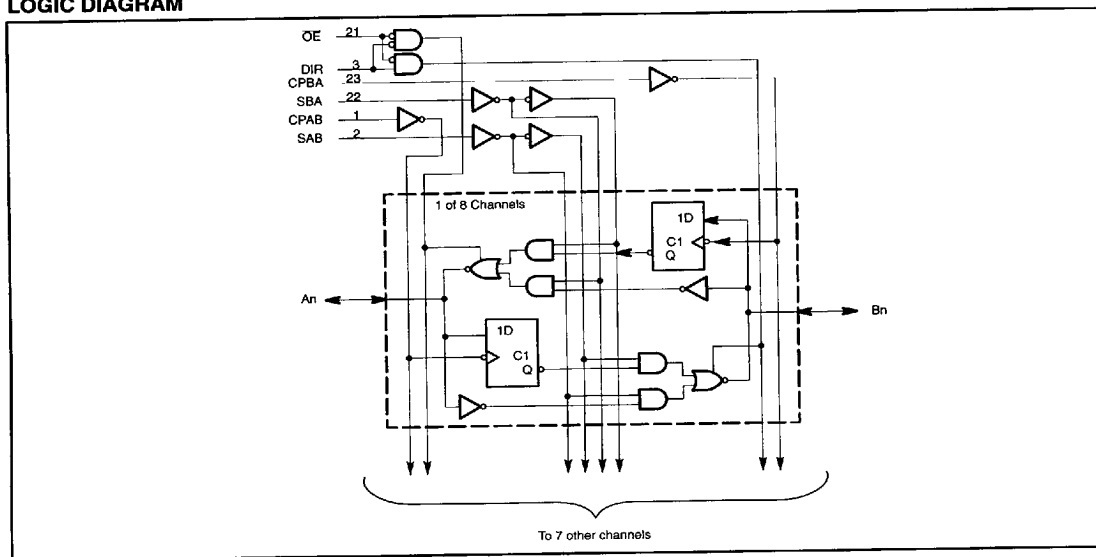 LOGIC DIAGRAM
OE 21
DIR 3
CPBA 23
SBA 22
CPAB 1
SAB 2
1 of 8 Channels
1D
C1
Q
An
Bn
1D
C1
Q
To 7 other channels